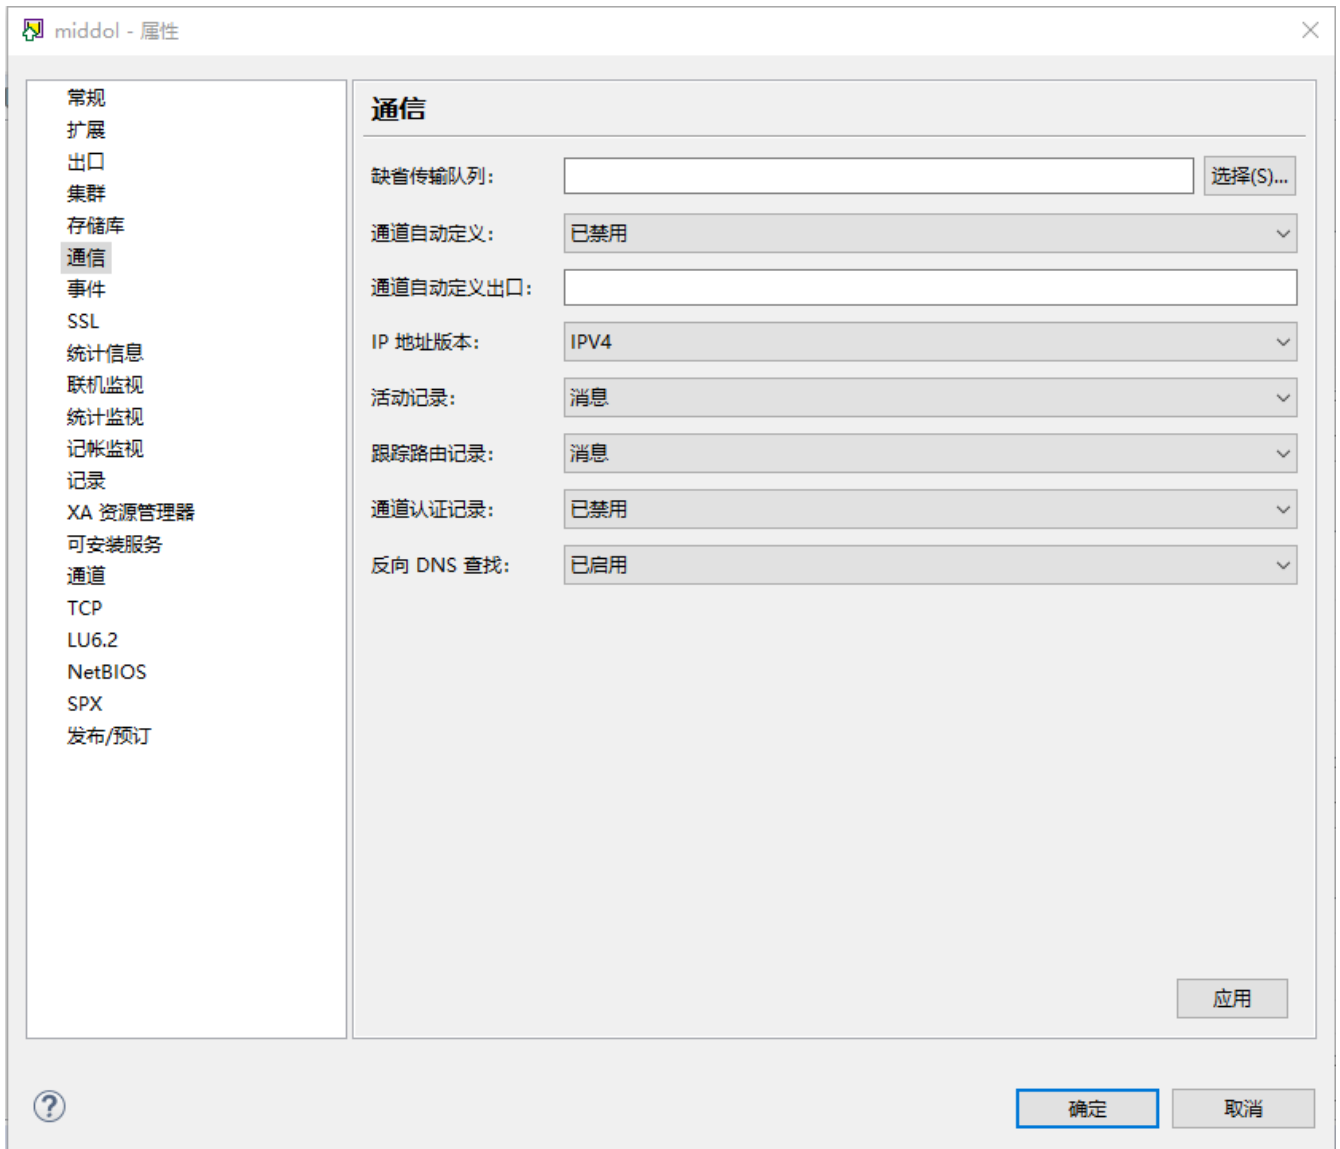 middol - 属性
常规
扩展
出口
集群
存储库
通信
事件
SSL
统计信息
联机监视
统计监视
记帐监视
记录
XA 资源管理器
可安装服务
通道
TCP
LU6.2
NetBIOS
SPX
发布/预订
通信
缺省传输队列: 选择(S)...
通道自动定义: 已禁用
通道自动定义出口:
IP 地址版本: IPV4
活动记录: 消息
跟踪路由记录: 消息
通道认证记录: 已禁用
反向 DNS 查找: 已启用
应用
?
确定 取消